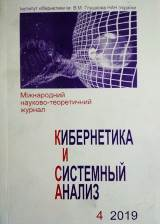 Інститут кібернетики ім. В.М. Глушкова НАН України
Міжнародний
науково-теоретичний
журнал
КИБЕРНЕТИКА
И
СИСТЕМНЫЙ
АНАЛИЗ
4 2019